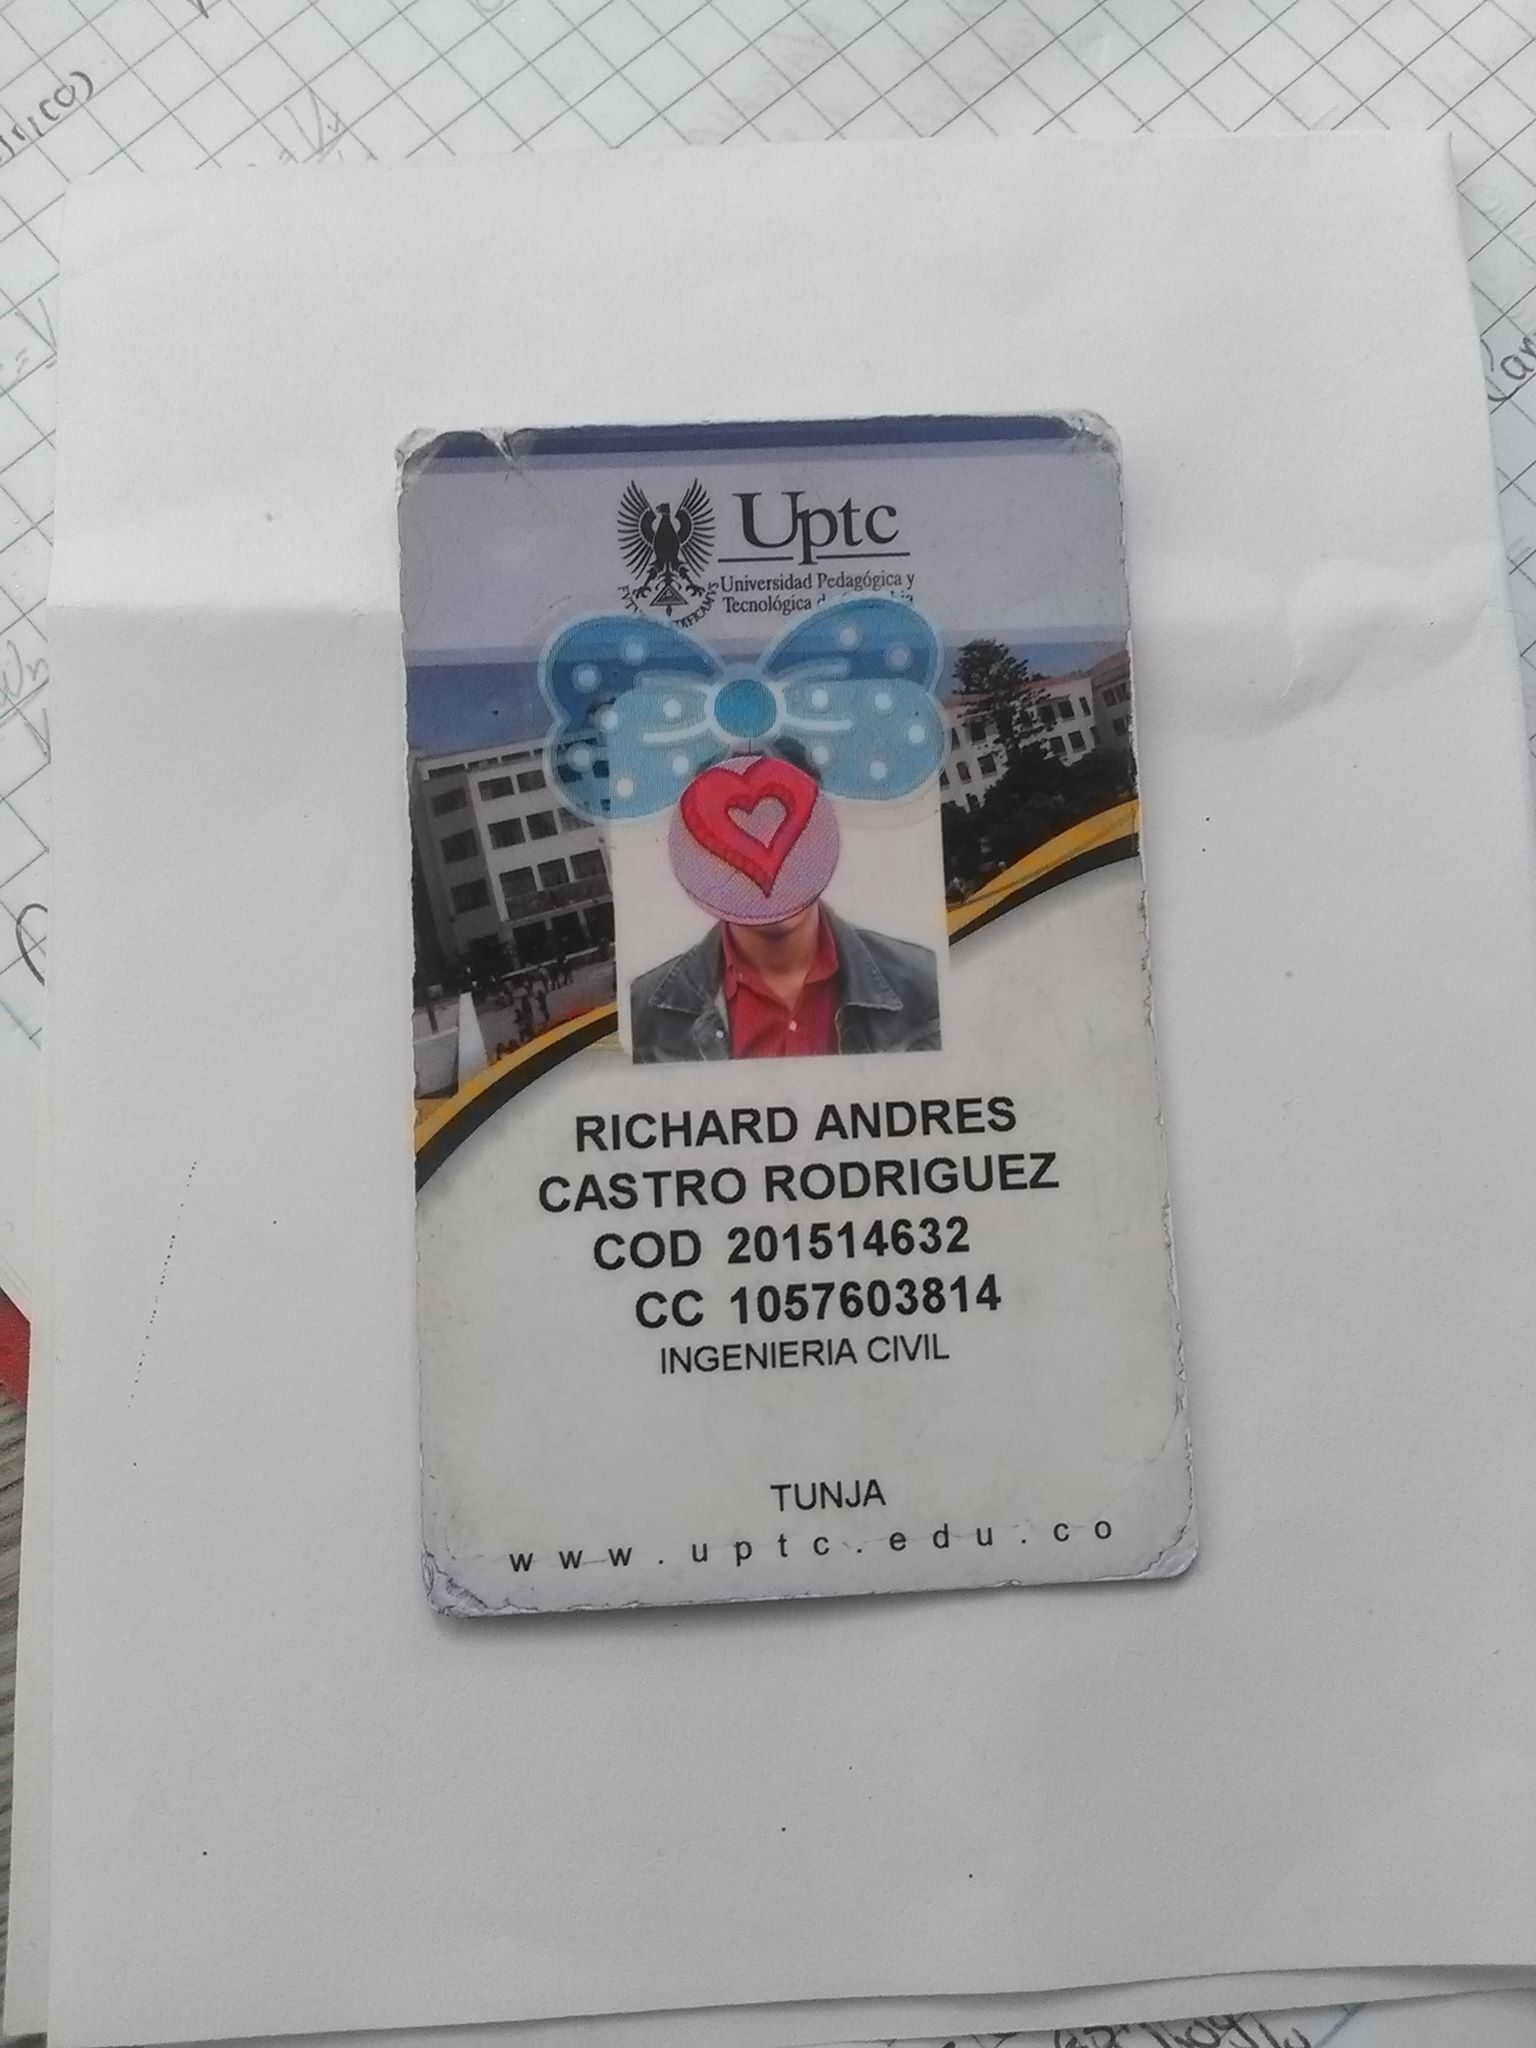 Uptc
Universidad Pedagógica y
Tecnológica
RICHARD ANDRES
CASTRO RODRIGUEZ
COD 201514632
CC 1057603814
INGENIERIA CIVIL
TUNJA
www.uptc.edu.co